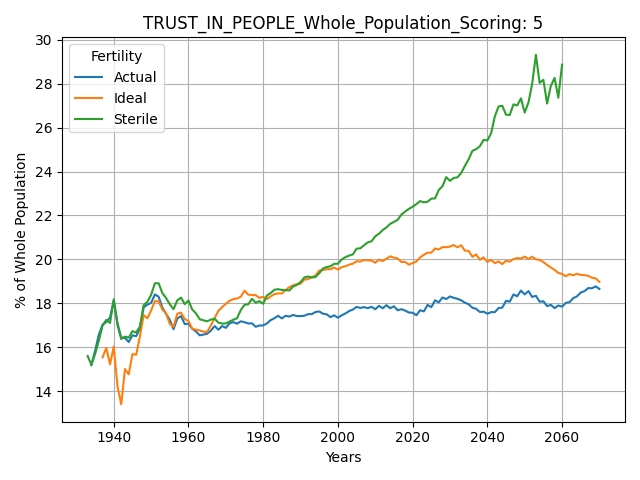 TRUST_IN_PEOPLE_Whole_Population_Scoring: 5
Fertility
Actual
Ideal
Sterile
% of Whole Population
30
28
26
24
22
20
18
16
14
1940 1960 1980 2000 2020 2040 2060
Years